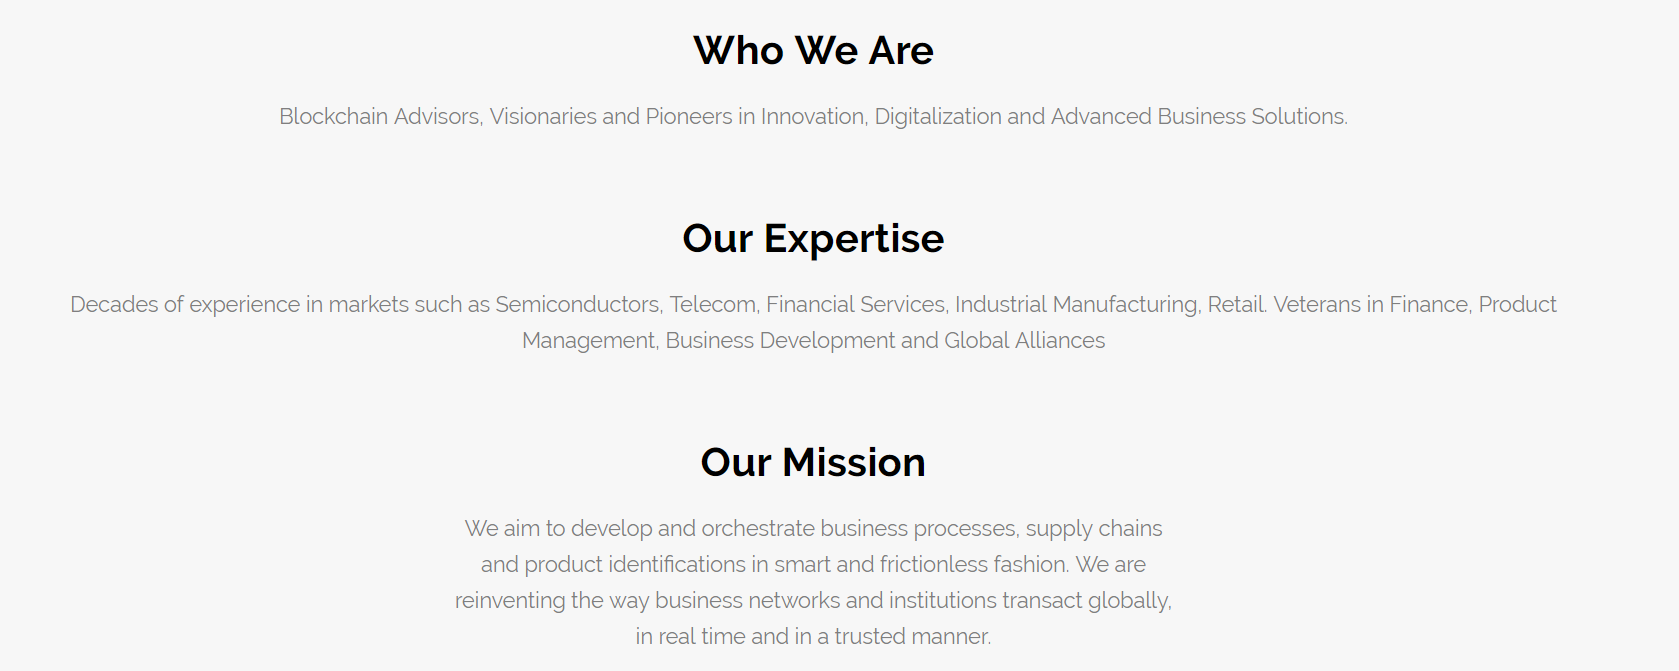 Who We Are
Blockchain Advisors, Visionaries and Pioneers in Innovation, Digitalization and Advanced Business Solutions.
Our Expertise
Decades of experience in markets such as Semiconductors, Telecom, Financial Services, Industrial Manufacturing, Retail. Veterans in Finance, Product
Management, Business Development and Global Alliances
Our Mission
We aim to develop and orchestrate business processes, supply chains
and product identifications in smart and frictionless fashion. We are
reinventing the way business networks and institutions transact globally,
in real time and in a trusted manner.